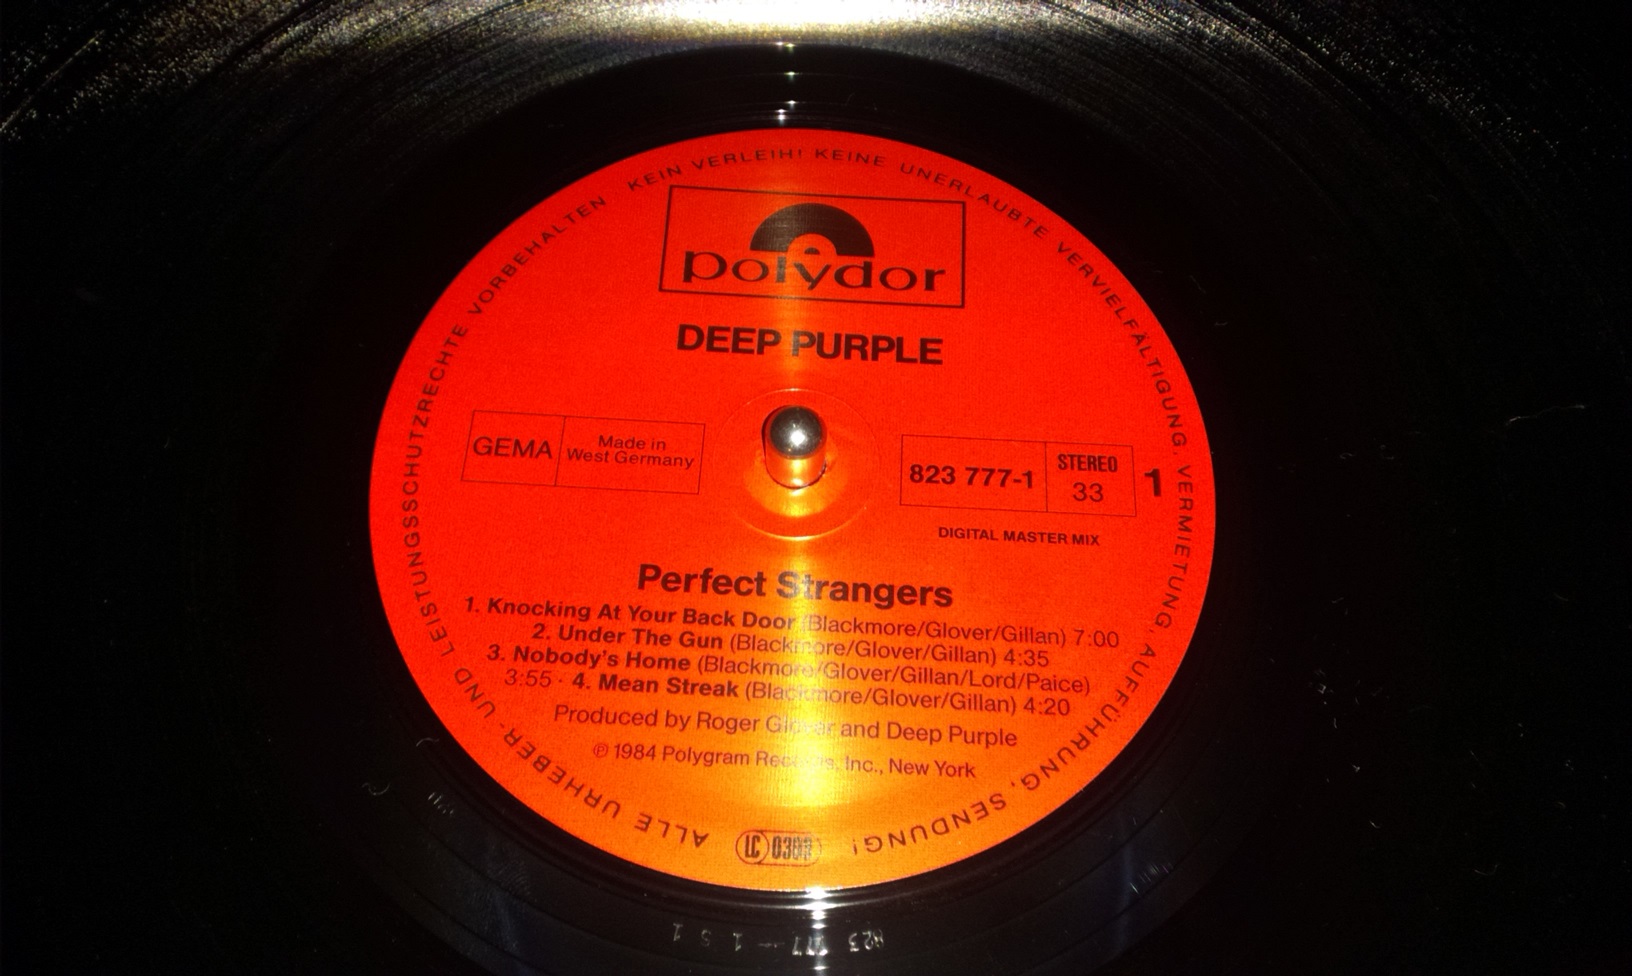 ALLE URHEBER- UND LEISTUNGSSCHUTZRECHTE VORBEHALTEN KEIN VERLEIH! KEINE UNERLAUBTE VERVIELFÄLTIGUNG, VERMIETUNG, AUFFÜHRUNG, SENDUNG!
polydor
DEEP PURPLE
GEMA
Made in
West Germany
823 777-1
STEREO
33
1
DIGITAL MASTER MIX
Perfect Strangers
1. Knocking At Your Back Door (Blackmore/Glover/Gillan) 7:00
2. Under The Gun (Blackmore/Glover/Gillan) 4:35
3. Nobody's Home (Blackmore/Glover/Gillan/Lord/Paice)
3:55 · 4. Mean Streak (Blackmore/Glover/Gillan) 4:20
Produced by Roger Glover and Deep Purple
℗ 1984 Polygram Records, Inc., New York
LC